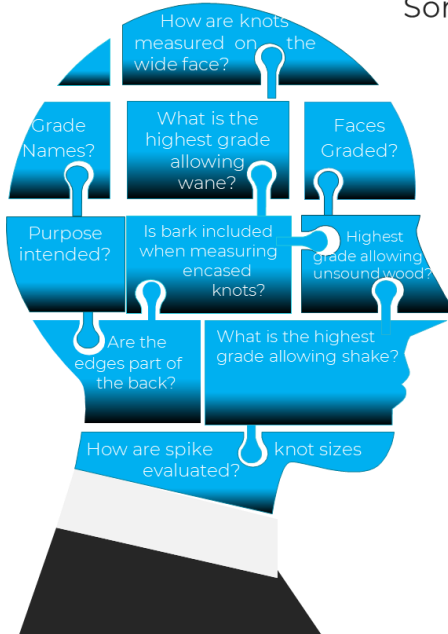 Sor
How are knots
measured on the
wide face?
Grade
Names?
What is the
highest grade
allowing
wane?
Faces
Graded?
Purpose
intended?
Is bark included
when measuring
encased
knots?
Highest
grade allowing
unsound wood?
Are the
edges part of
the back?
What is the highest
grade allowing shake?
How are spike knot sizes
evaluated?